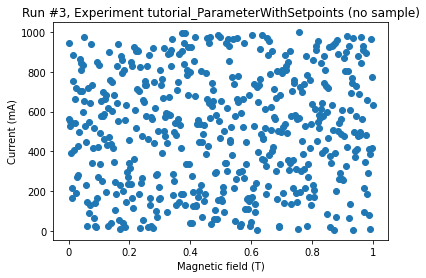 Run #3, Experiment tutorial_ParameterWithSetpoints (no sample)
1000
800
600
400
200
0
Current (mA)
0 0.2 0.4 0.6 0.8 1
Magnetic field (T)